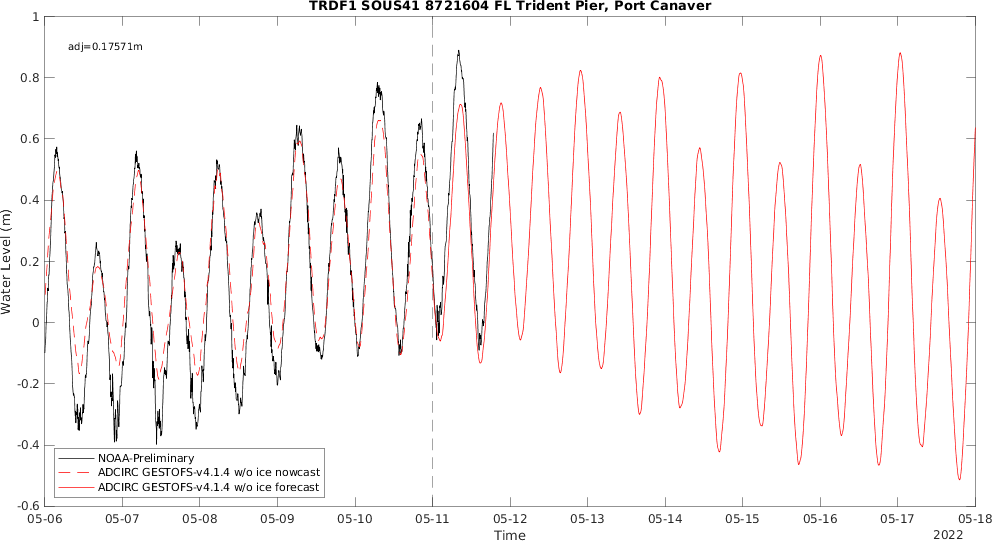 TRDF1 SOUS41 8721604 FL Trident Pier, Port Canaver
adj=0.17571m
1
0.8
0.6
0.4
0.2
0
-0.2
-0.4
-0.6
Water Level (m)
NOAA-Preliminary
ADCIRC GESTOFS-v4.1.4 w/o ice nowcast
ADCIRC GESTOFS-v4.1.4 w/o ice forecast
05-06 05-07 05-08 05-09 05-10 05-11 05-12 05-13 05-14 05-15 05-16 05-17 05-18
Time
2022